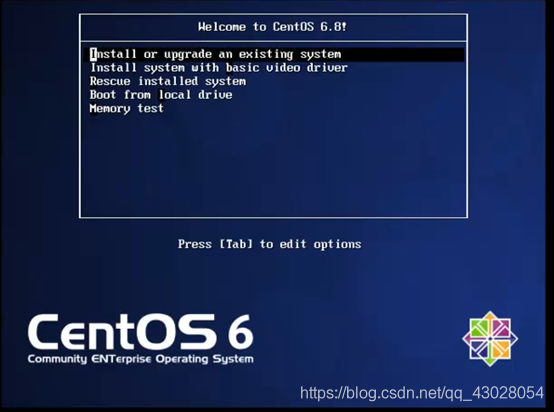 Welcome to CentOS 6.8!
Install or upgrade an existing system
Install system with basic video driver
Rescue installed system
Boot from local drive
Memory test
Press [Tab] to edit options
CentOS 6
Community ENTerprise Operating System
https://blog.csdn.net/qq_43028054